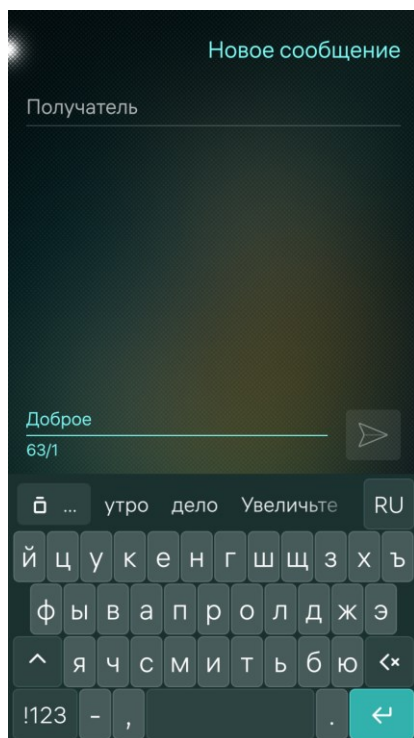 Новое сообщение
Получатель
Доброе
63/1
... утро дело Увеличьте RU
й ц у к е н г ш щ з х ъ
ф ы в а п р о л д ж э
я ч с м и т ь б ю
!123 - , .